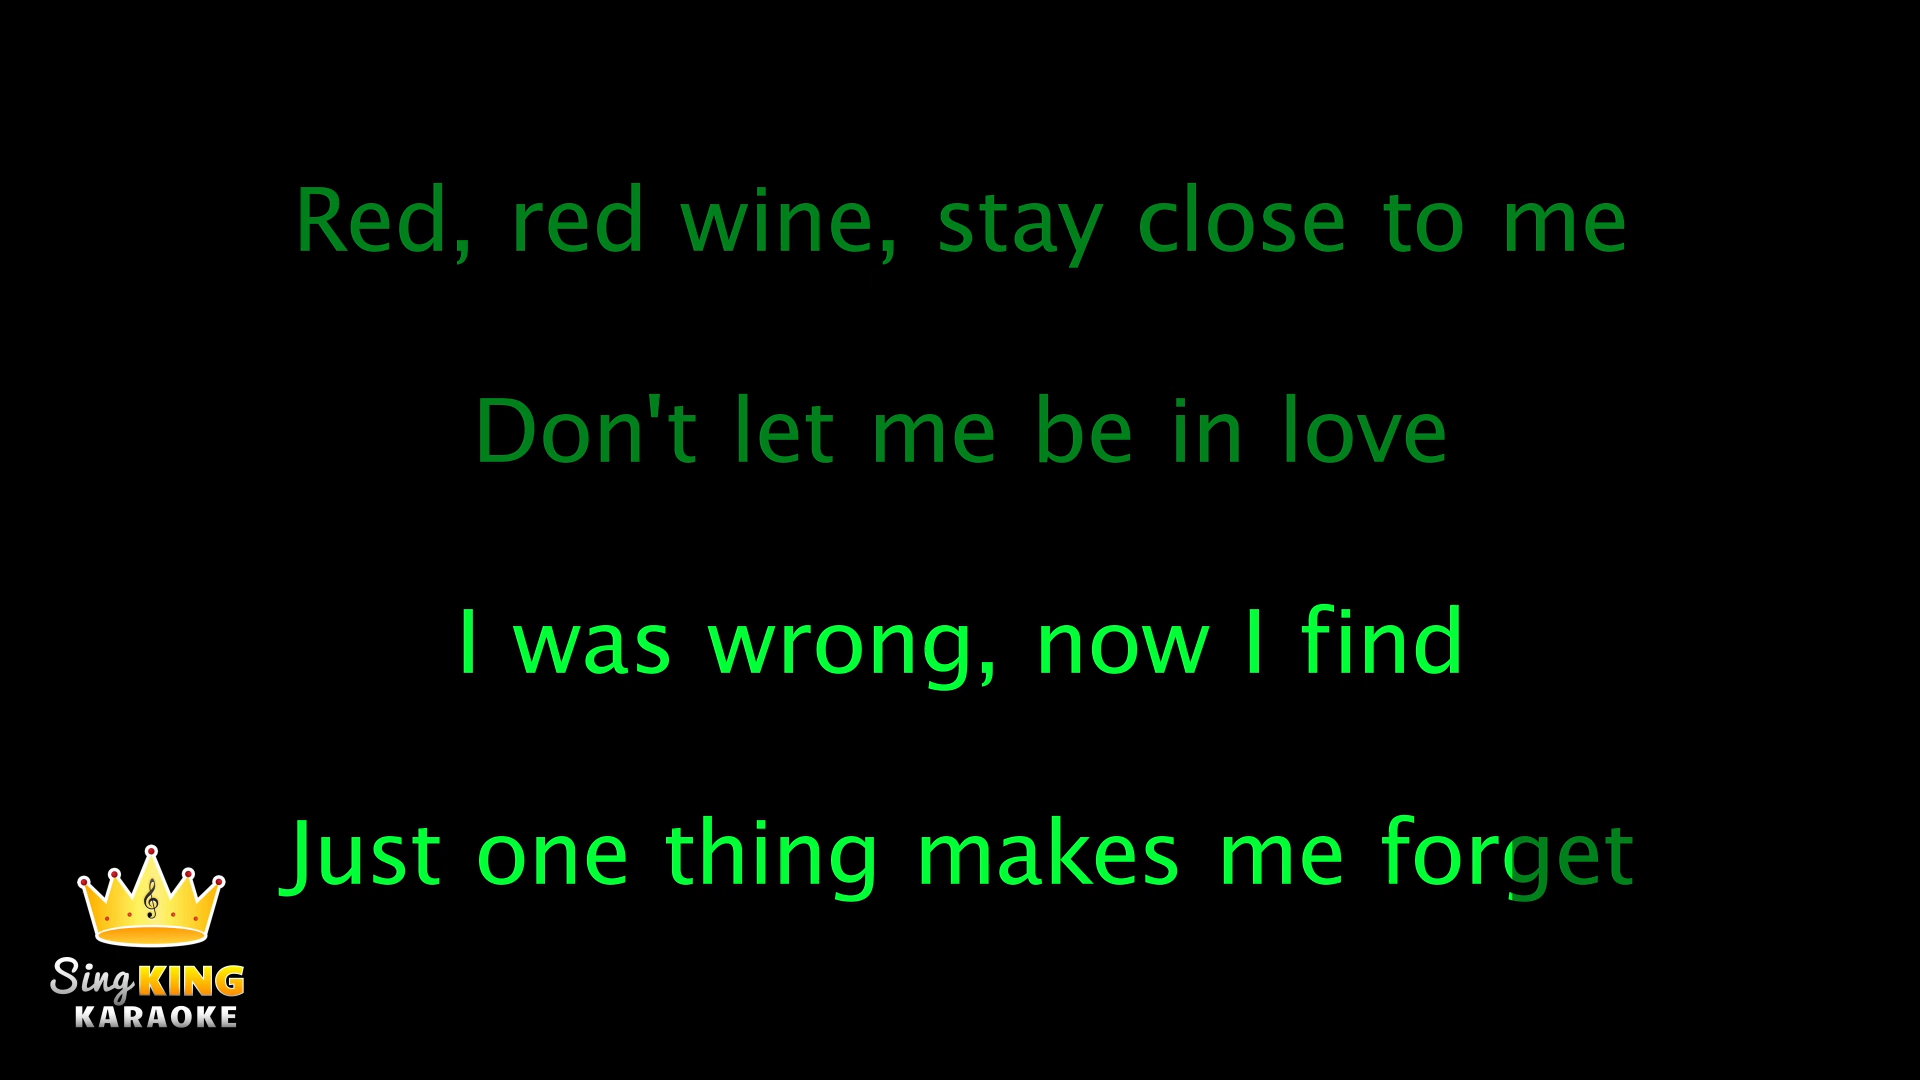 Red, red wine, stay close to me
Don't let me be in love
I was wrong, now I find
Just one thing makes me forget
Sing KING
KARAOKE